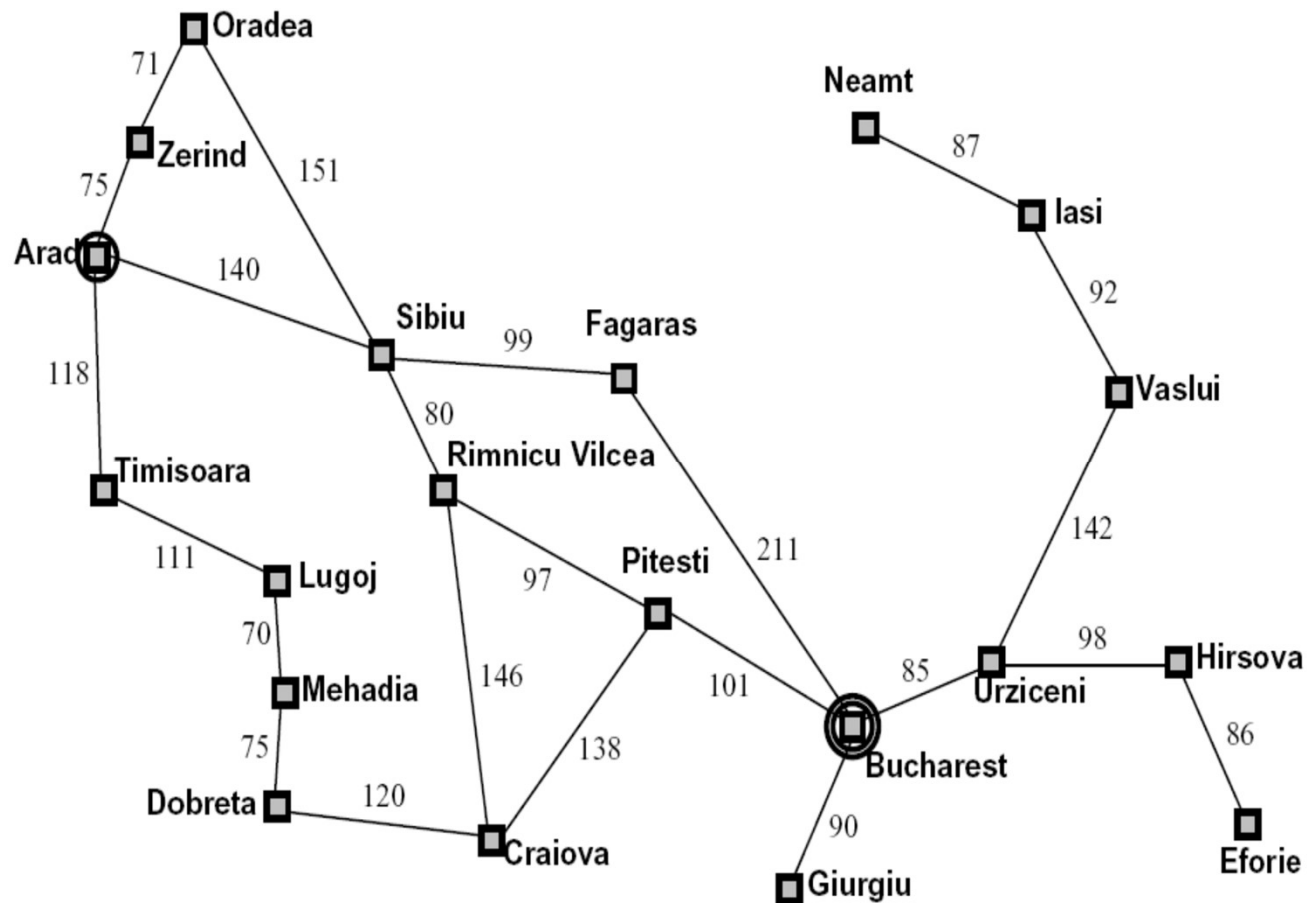 Oradea
71
Neamt
87
Zerind
151
75
Iasi
Arad
140
92
Sibiu
Fagaras
99
118
Vaslui
80
Timisoara
Rimnicu Vilcea
142
211
111
Pitesti
97
Lugoj
70
98
Hirsova
85
Urziceni
Mehadia
146
101
86
75
138
Bucharest
Dobreta
120
90
Craiova
Eforie
Giurgiu